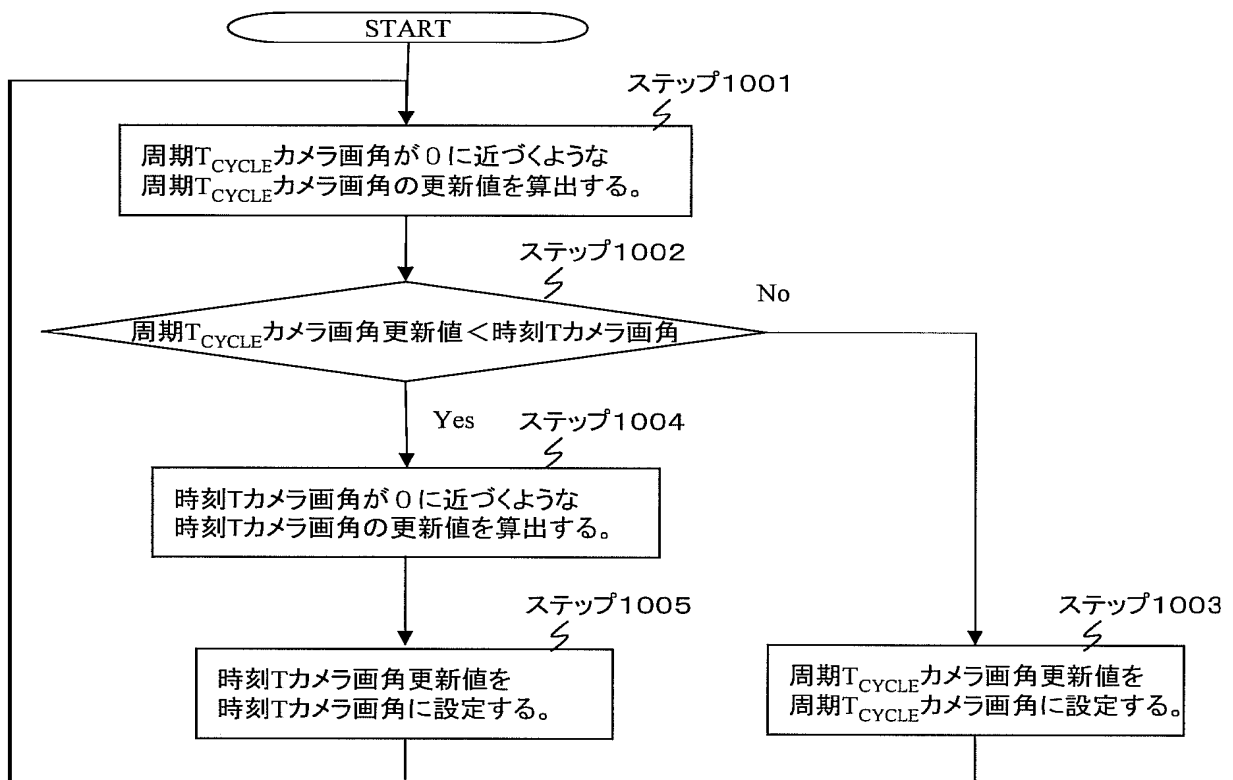 START
ステップ1001
周期T_CYCLEカメラ画角が０に近づくような
周期T_CYCLEカメラ画角の更新値を算出する。
ステップ1002
No
周期T_CYCLEカメラ画角更新値＜時刻Tカメラ画角
Yes
ステップ1004
時刻Tカメラ画角が０に近づくような
時刻Tカメラ画角の更新値を算出する。
ステップ1005
時刻Tカメラ画角更新値を
時刻Tカメラ画角に設定する。
ステップ1003
周期T_CYCLEカメラ画角更新値を
周期T_CYCLEカメラ画角に設定する。